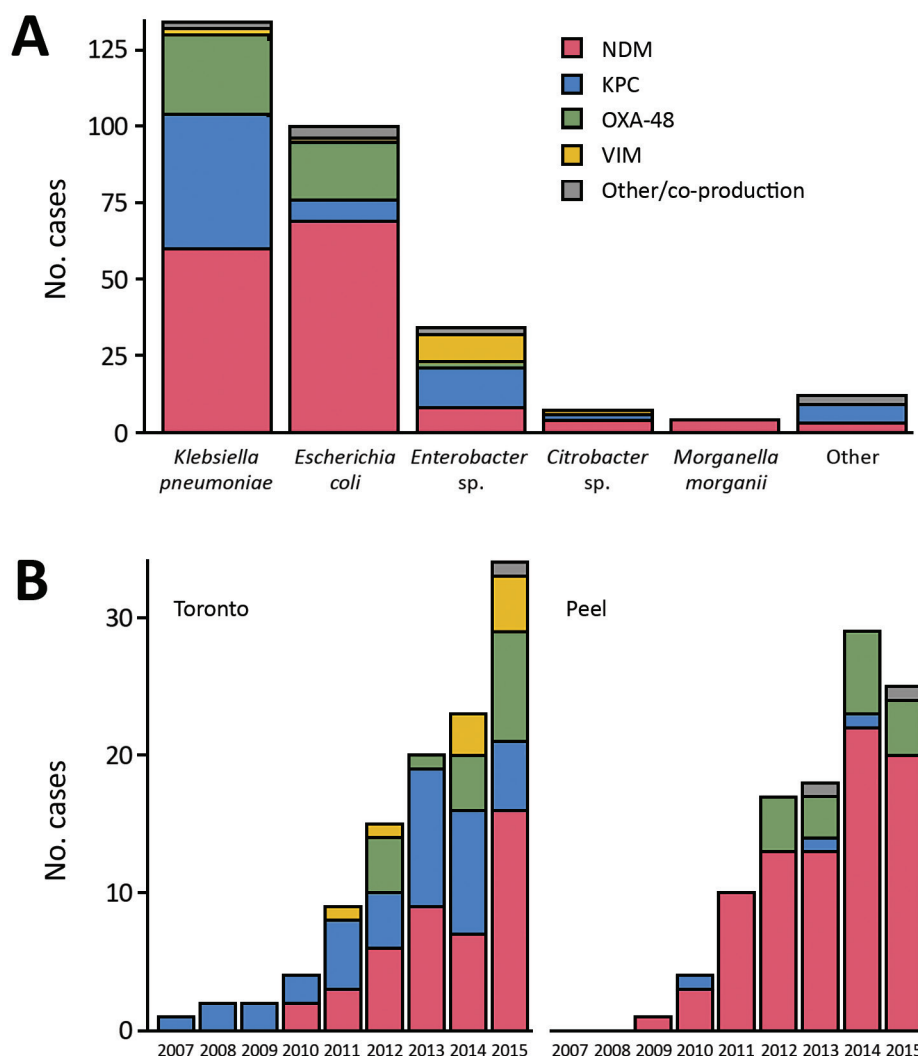 A
No. cases
125
100
75
50
25
0
NDM
KPC
OXA-48
VIM
Other/co-production
Klebsiella pneumoniae
Escherichia coli
Enterobacter sp.
Citrobacter sp.
Morganella morganii
Other
B
No. cases
30
20
10
0
Toronto
Peel
2007 2008 2009 2010 2011 2012 2013 2014 2015
2007 2008 2009 2010 2011 2012 2013 2014 2015